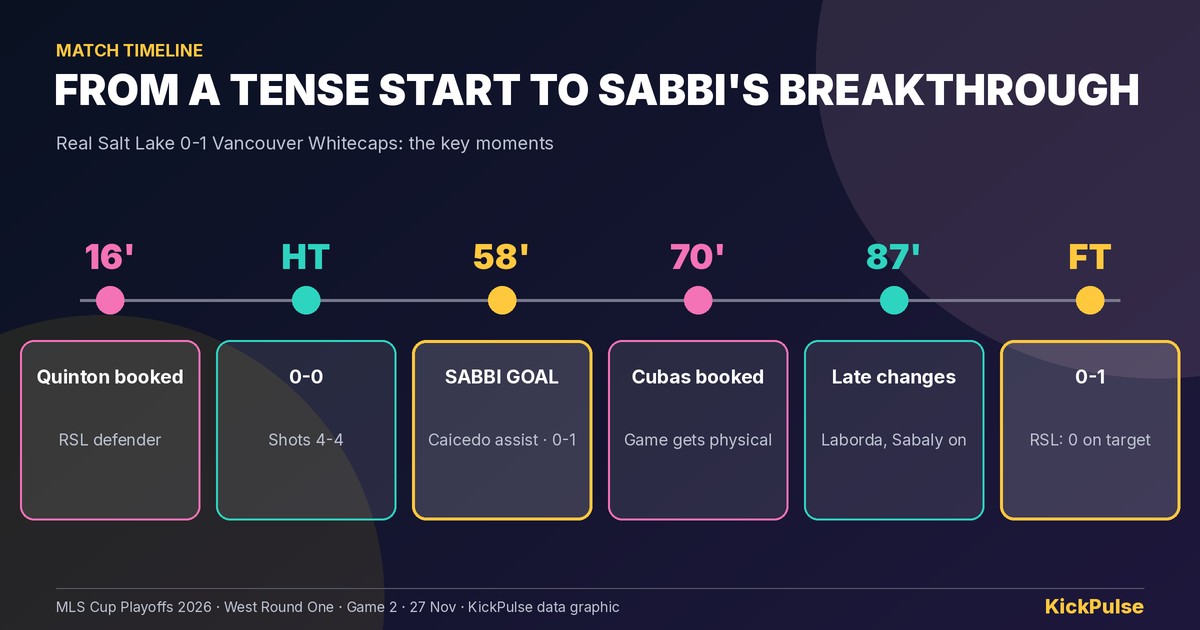 MATCH TIMELINE
FROM A TENSE START TO SABBI'S BREAKTHROUGH
Real Salt Lake 0-1 Vancouver Whitecaps: the key moments
16'
HT
58'
70'
87'
FT
Quinton booked
RSL defender
0-0
Shots 4-4
SABBI GOAL
Caicedo assist · 0-1
Cubas booked
Game gets physical
Late changes
Laborda, Sabaly on
0-1
RSL: 0 on target
MLS Cup Playoffs 2026 · West Round One · Game 2 · 27 Nov · KickPulse data graphic
KickPulse